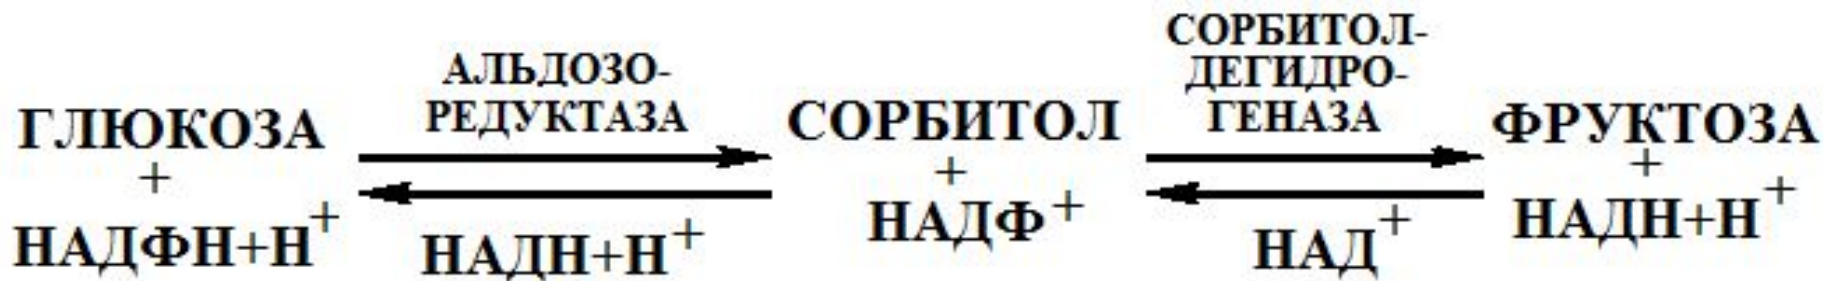 ГЛЮКОЗА
+
НАДФН+Н+
АЛЬДОЗО-
РЕДУКТАЗА
НАДН+Н+
СОРБИТОЛ
+
НАДФ+
СОРБИТОЛ-
ДЕГИДРО-
ГЕНАЗА
НАД+
ФРУКТОЗА
+
НАДН+Н+